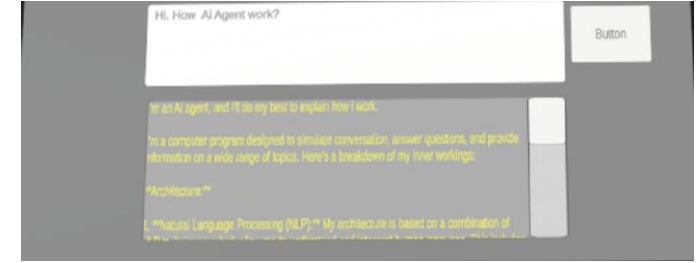 Hi. How Ai Agent work?
Button
'm an AI agent, and I'll do my best to explain how I work.
'm a computer program designed to simulate conversation, answer questions, and provide
nformation on a wide range of topics. Here's a breakdown of my inner workings:
**Architecture:**
. **Natural Language Processing (NLP):** My architecture is based on a combination of